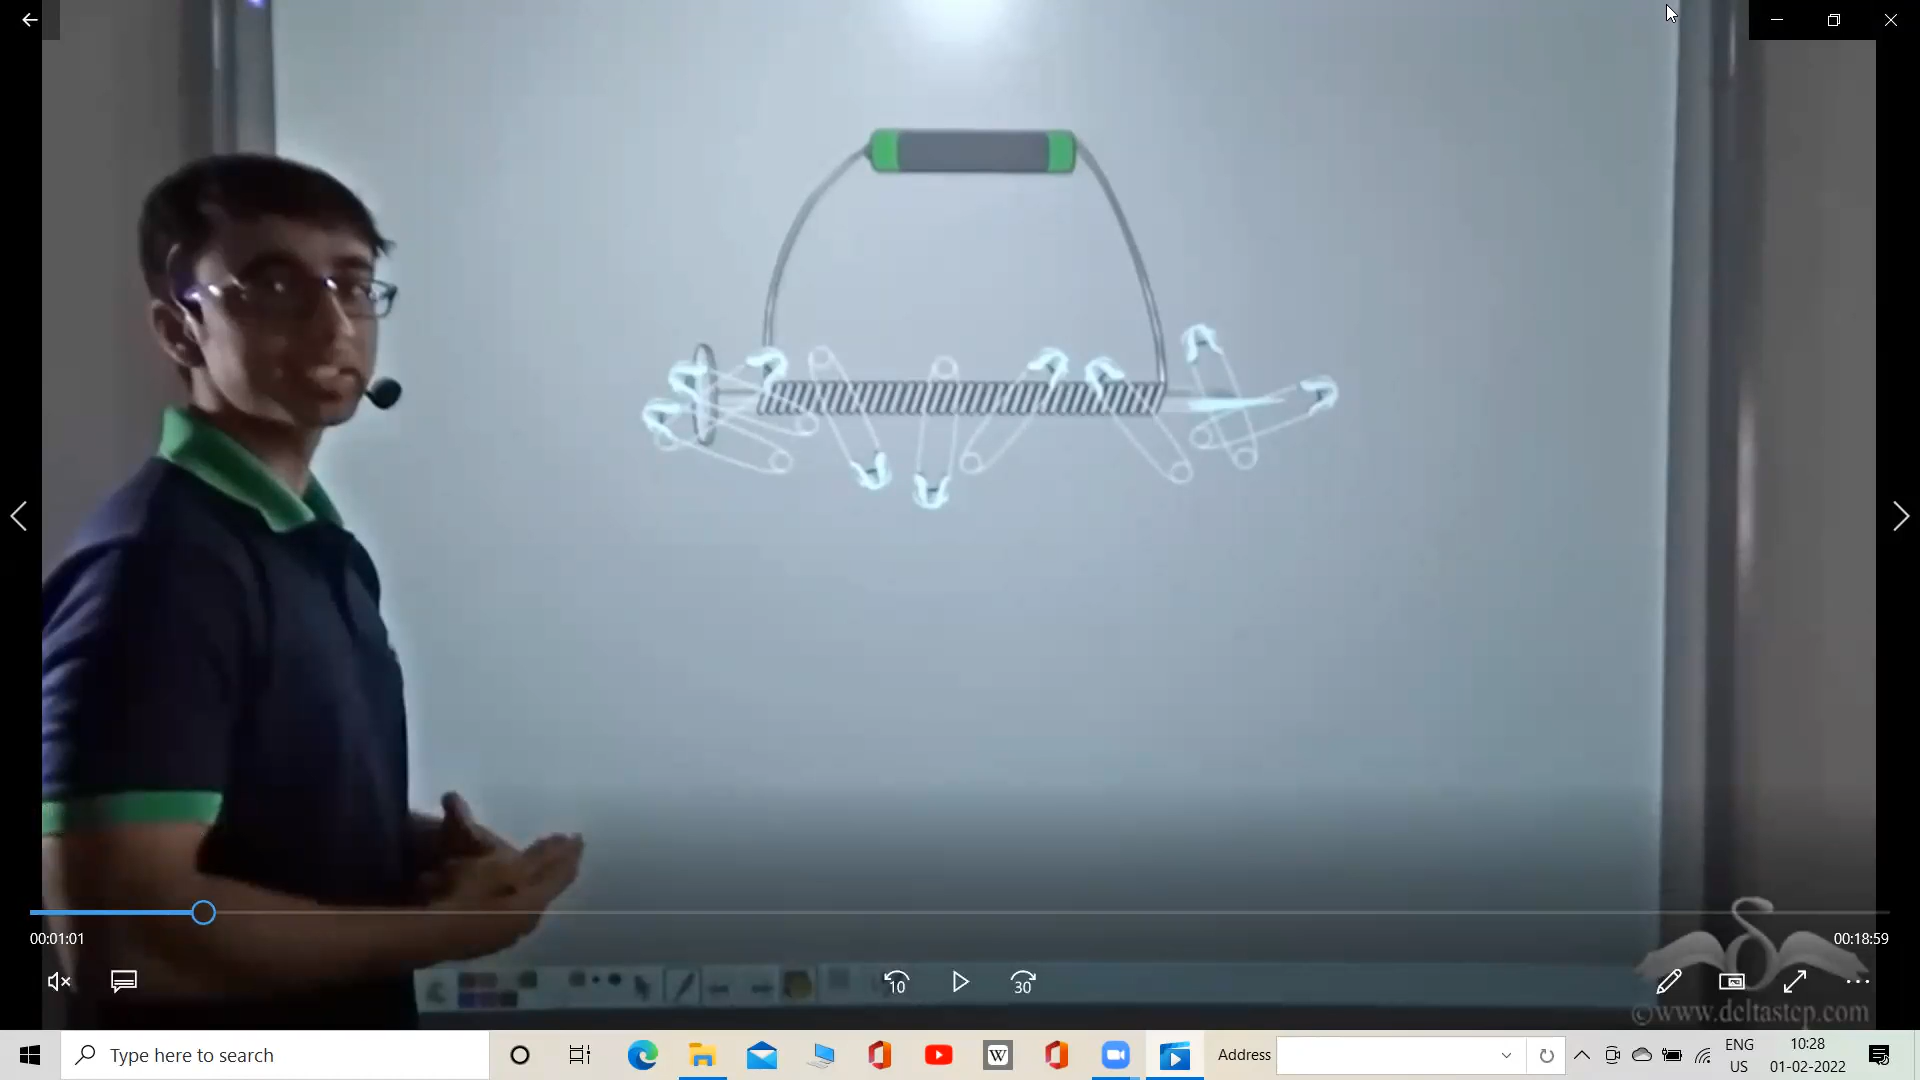 00:01:01
00:18:59
10
30
©www.deltastep.com
Type here to search
W
Address
ENG
US
10:28
01-02-2022